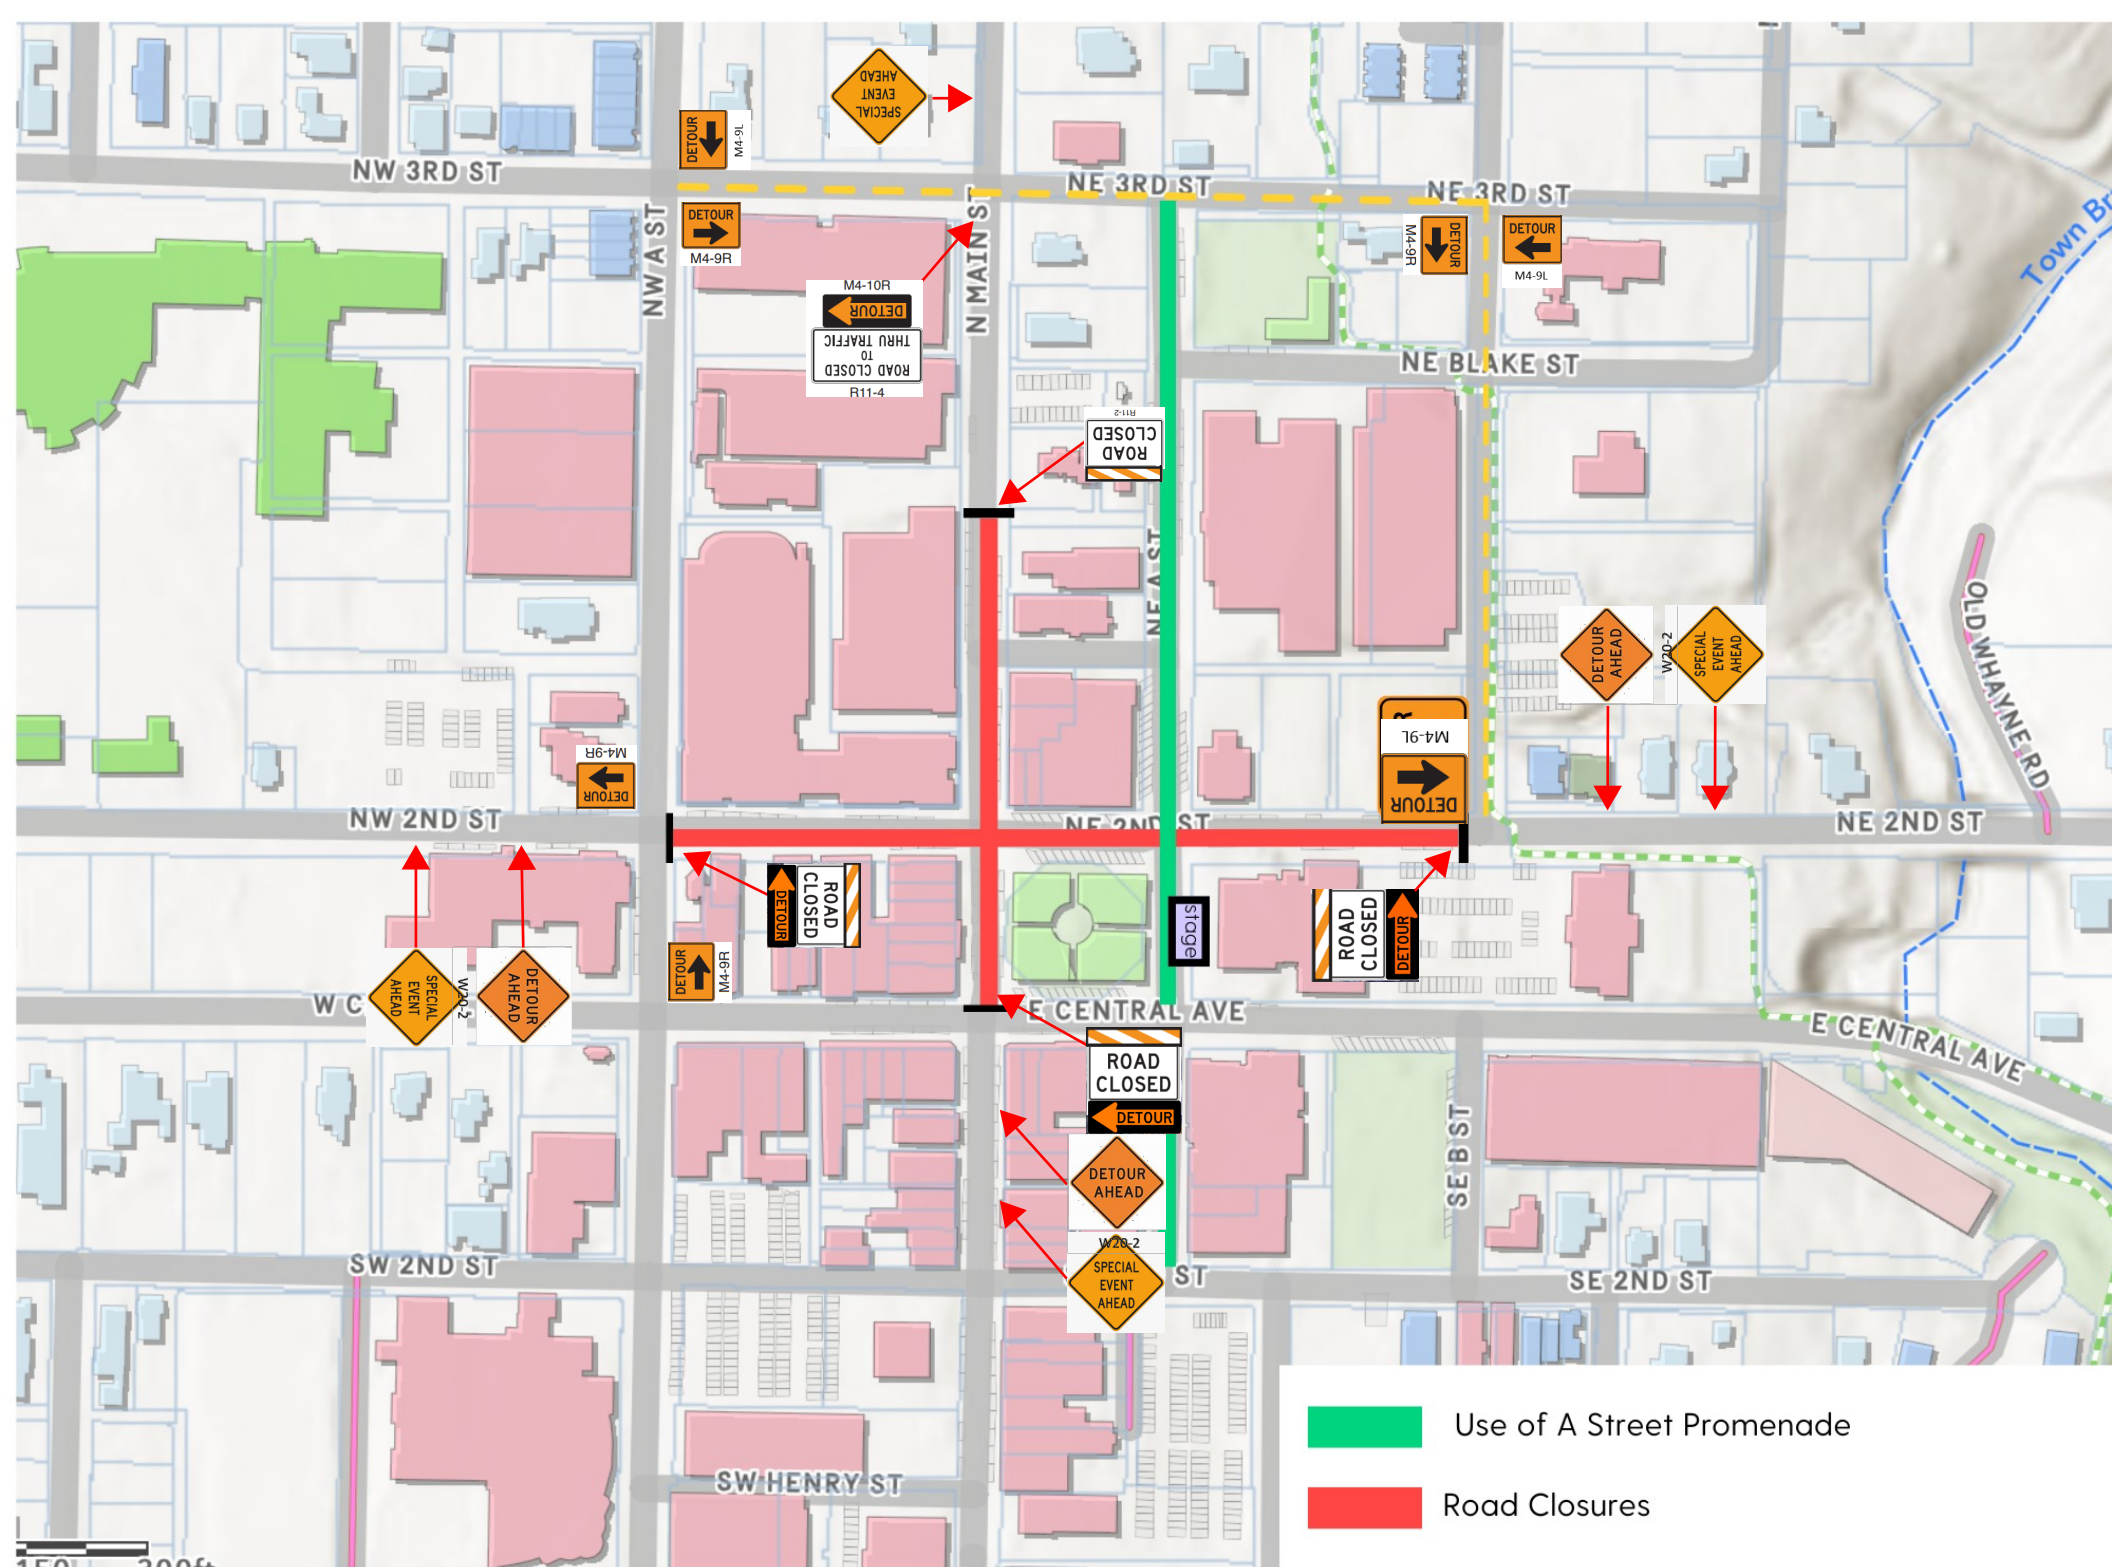 SPECIAL
EVENT
AHEAD
DETOUR
M4-9L
NW 3RD ST
NE 3RD ST
NE 3RD ST
DETOUR
M4-9R
NW A ST
N MAIN ST
M4-9R
DETOUR
DETOUR
M4-9L
Town Br
M4-10R
DETOUR
ROAD CLOSED
TO
THRU TRAFFIC
R11-4
NE BLAKE ST
R11-2
ROAD
CLOSED
NE A ST
OLD WHAYNE RD
DETOUR
AHEAD
W20-2
SPECIAL
EVENT
AHEAD
R
M4-9L
DETOUR
M4-9R
DETOUR
NW 2ND ST
NE 2ND ST
NE 2ND ST
DETOUR
ROAD
CLOSED
stage
ROAD
CLOSED
DETOUR
DETOUR
M4-9R
SPECIAL
EVENT
AHEAD
W20-2
DETOUR
AHEAD
W C
E CENTRAL AVE
E CENTRAL AVE
ROAD
CLOSED
DETOUR
DETOUR
AHEAD
W20-2
SPECIAL
EVENT
AHEAD
SE B ST
SW 2ND ST
ST
SE 2ND ST
SW HENRY ST
Use of A Street Promenade
Road Closures
150 300ft